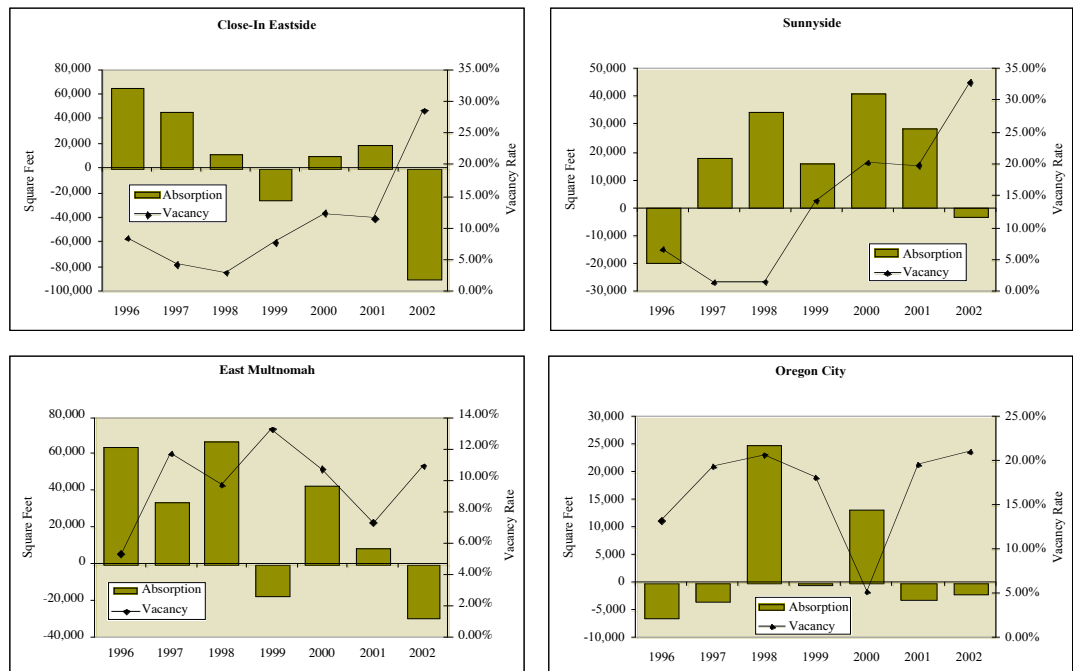 Close-In Eastside
80,000
60,000
40,000
20,000
0
-20,000
-40,000
-60,000
-80,000
-100,000
Square Feet
35.00%
30.00%
25.00%
20.00%
15.00%
10.00%
5.00%
0.00%
Vacancy Rate
Absorption
Vacancy
1996 1997 1998 1999 2000 2001 2002
Sunnyside
50,000
40,000
30,000
20,000
10,000
0
-10,000
-20,000
-30,000
Square Feet
35.00%
30.00%
25.00%
20.00%
15.00%
10.00%
5.00%
0.00%
Vacancy Rate
Absorption
Vacancy
1996 1997 1998 1999 2000 2001 2002
East Multnomah
80,000
60,000
40,000
20,000
0
-20,000
-40,000
Square Feet
14.00%
12.00%
10.00%
8.00%
6.00%
4.00%
2.00%
0.00%
Vacancy Rate
Absorption
Vacancy
1996 1997 1998 1999 2000 2001 2002
Oregon City
30,000
25,000
20,000
15,000
10,000
5,000
0
-5,000
-10,000
Square Feet
25.00%
20.00%
15.00%
10.00%
5.00%
0.00%
Vacancy Rate
Absorption
Vacancy
1996 1997 1998 1999 2000 2001 2002